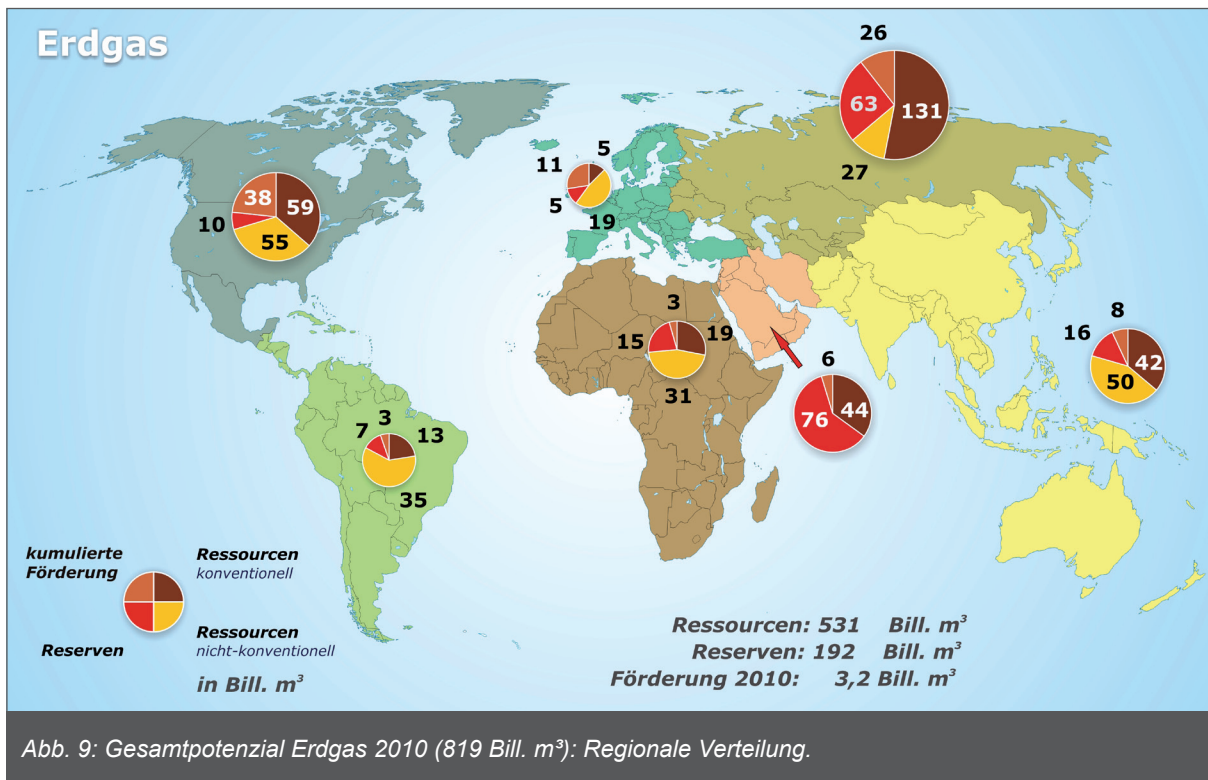 Erdgas
26
63
131
27
11
5
5
19
38
59
10
55
3
15
19
31
6
76
44
8
16
42
50
3
7
13
35
kumulierte
Förderung
Ressourcen
konventionell
Reserven
Ressourcen
nicht-konventionell
in Bill. m³
Ressourcen: 531 Bill. m³
Reserven: 192 Bill. m³
Förderung 2010: 3,2 Bill. m³
Abb. 9: Gesamtpotenzial Erdgas 2010 (819 Bill. m³): Regionale Verteilung.